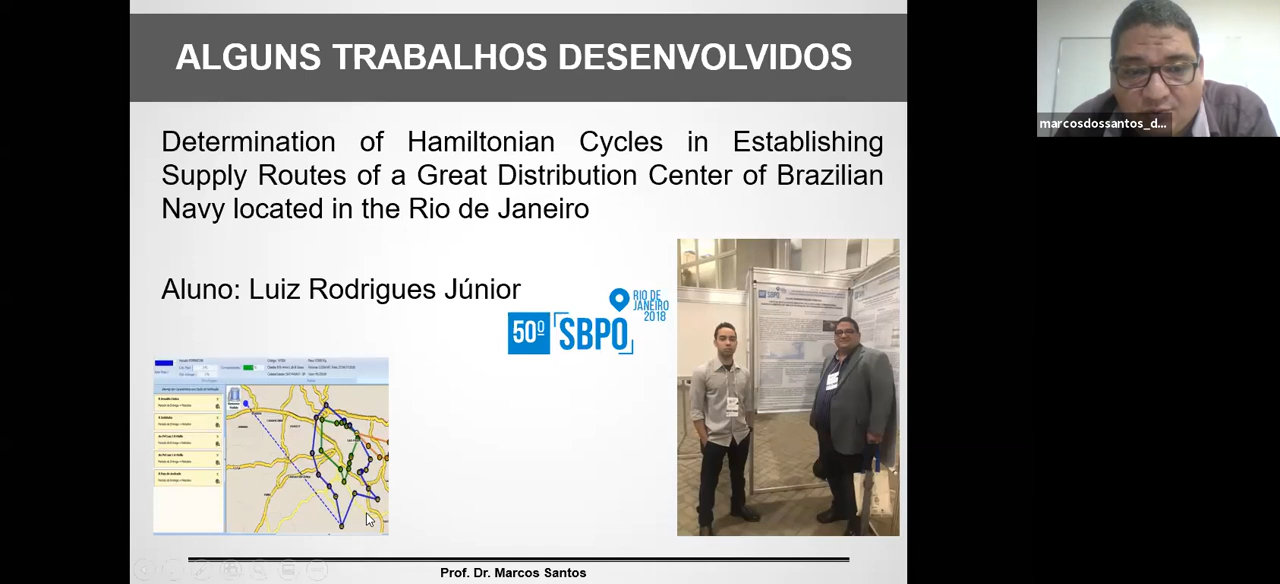 ALGUNS TRABALHOS DESENVOLVIDOS
marcosdossantos_d...
Determination of Hamiltonian Cycles in Establishing
Supply Routes of a Great Distribution Center of Brazilian
Navy located in the Rio de Janeiro
Aluno: Luiz Rodrigues Júnior
50º SBPO
RIO DE
JANEIRO
2018
Prof. Dr. Marcos Santos